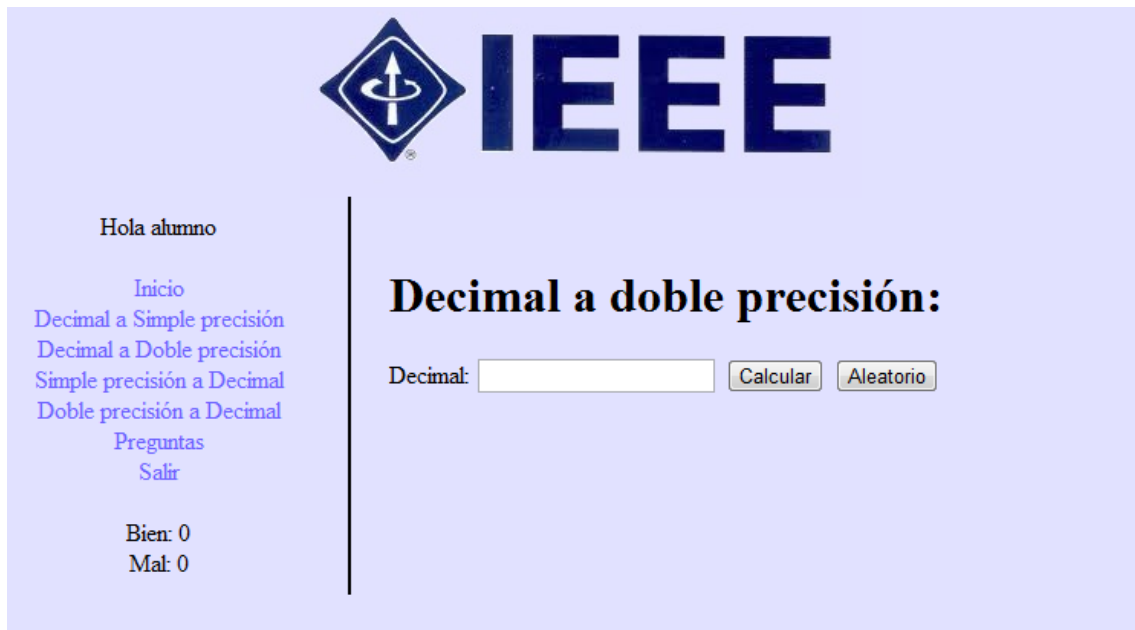 IEEE
®
Hola alumno
Inicio
Decimal a Simple precisión
Decimal a Doble precisión
Simple precisión a Decimal
Doble precisión a Decimal
Preguntas
Salir
Bien: 0
Mal: 0
Decimal a doble precisión:
Decimal: Calcular Aleatorio